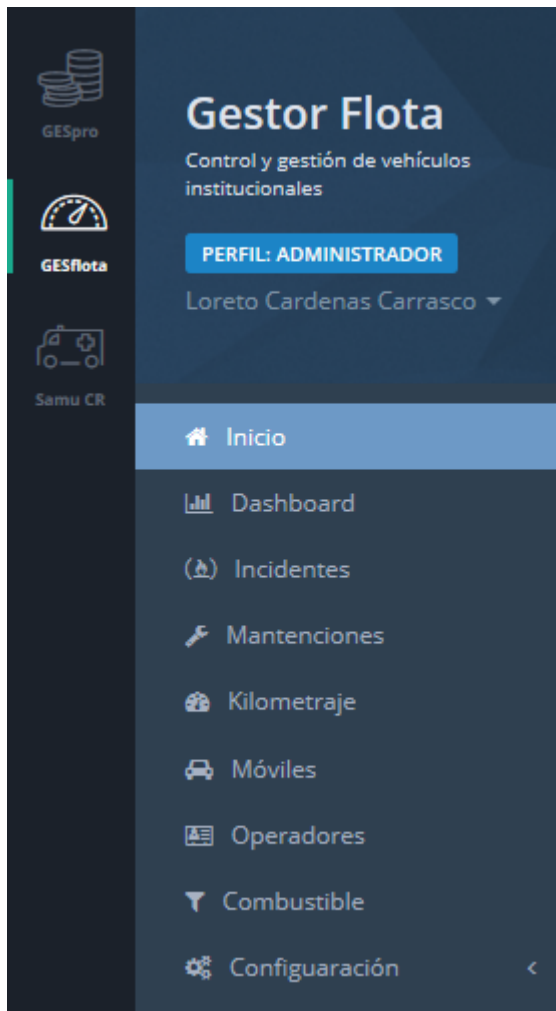 GESpro
GESflota
Samu CR
Gestor Flota
Control y gestión de vehículos
institucionales
PERFIL: ADMINISTRADOR
Loreto Cardenas Carrasco
Inicio
Dashboard
Incidentes
Mantenciones
Kilometraje
Móviles
Operadores
Combustible
Configuaración